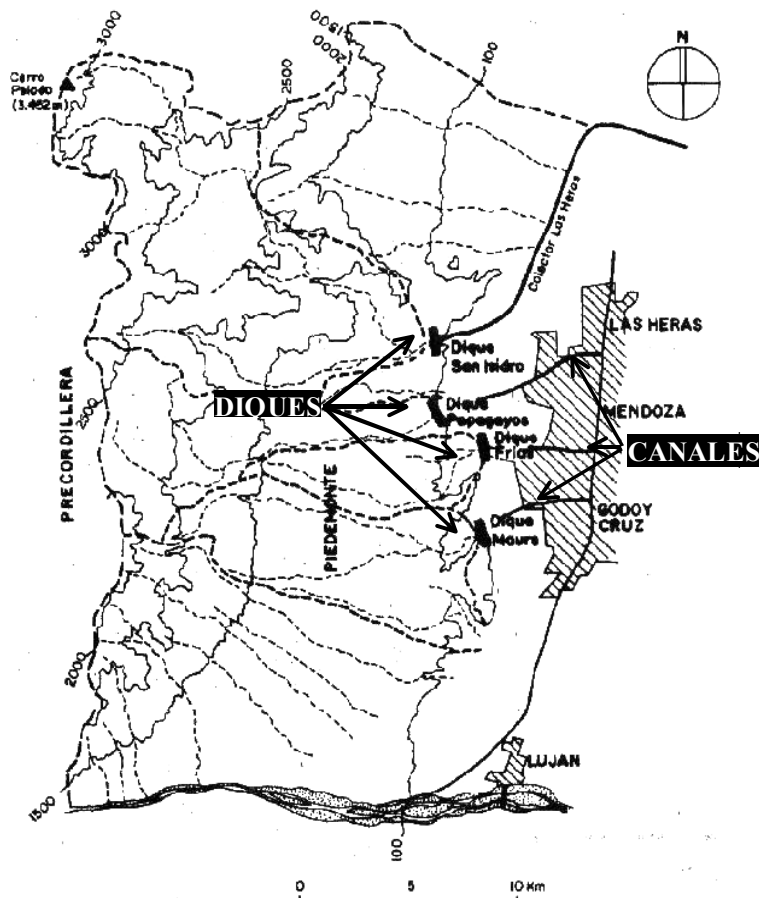 3000
1500
2000
100
N
Cerro
Pelado
(3.462m)
2500
3000
Colector Las Heras
LAS HERAS
Dique
San Isidro
DIQUES
2500
Dique
Papagayos
MENDOZA
Dique
Frías
CANALES
PRECORDILLERA
PIEDEMONTE
Dique
Maure
GODOY
CRUZ
2000
LUJAN
1500
100
0 5 10 Km